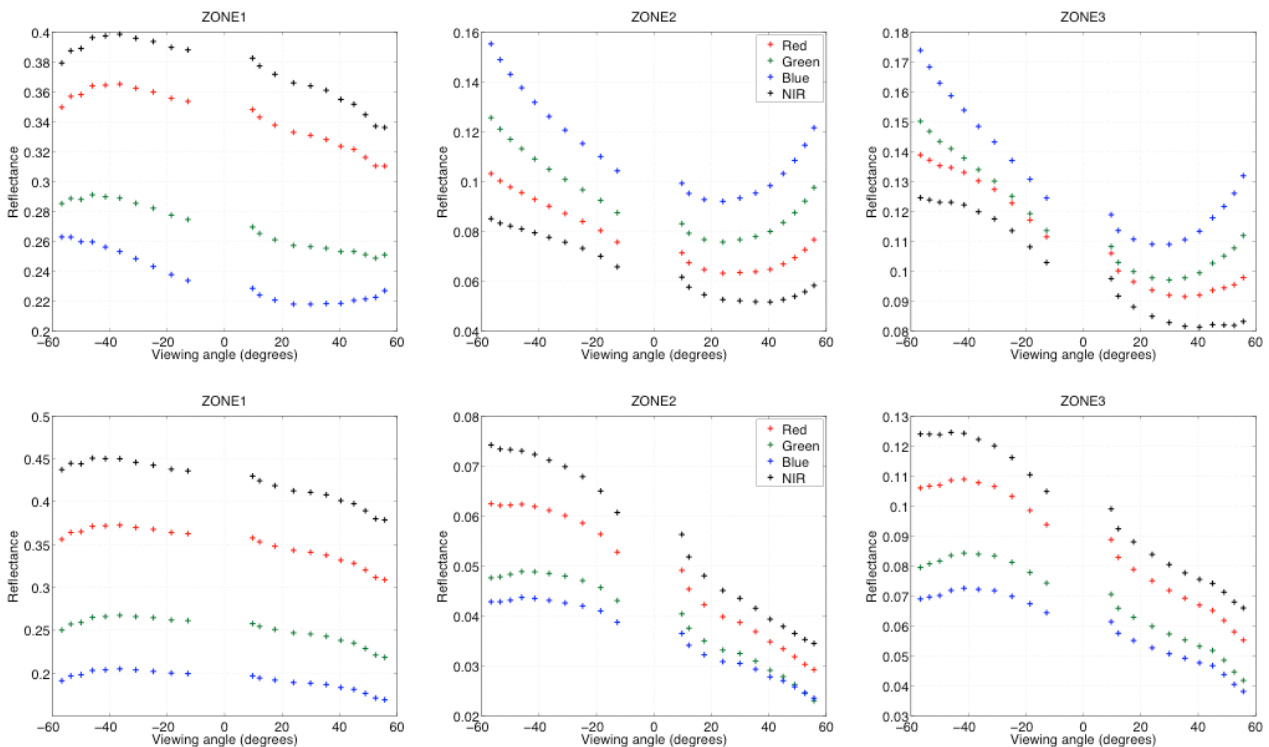 ZONE1
0.4
0.38
0.36
0.34
0.32
0.3
0.28
0.26
0.24
0.22
0.2
Reflectance
−60 −40 −20 0 20 40 60
Viewing angle (degrees)
ZONE2
0.16
0.14
0.12
0.1
0.08
0.06
0.04
Reflectance
Red
Green
Blue
NIR
−60 −40 −20 0 20 40 60
Viewing angle (degrees)
ZONE3
0.18
0.17
0.16
0.15
0.14
0.13
0.12
0.11
0.1
0.09
0.08
Reflectance
−60 −40 −20 0 20 40 60
Viewing angle (degrees)
ZONE1
0.5
0.45
0.4
0.35
0.3
0.25
0.2
Reflectance
−60 −40 −20 0 20 40 60
Viewing angle (degrees)
ZONE2
0.08
0.07
0.06
0.05
0.04
0.03
0.02
Reflectance
Red
Green
Blue
NIR
−60 −40 −20 0 20 40 60
Viewing angle (degrees)
ZONE3
0.13
0.12
0.11
0.1
0.09
0.08
0.07
0.06
0.05
0.04
0.03
Reflectance
−60 −40 −20 0 20 40 60
Viewing angle (degrees)